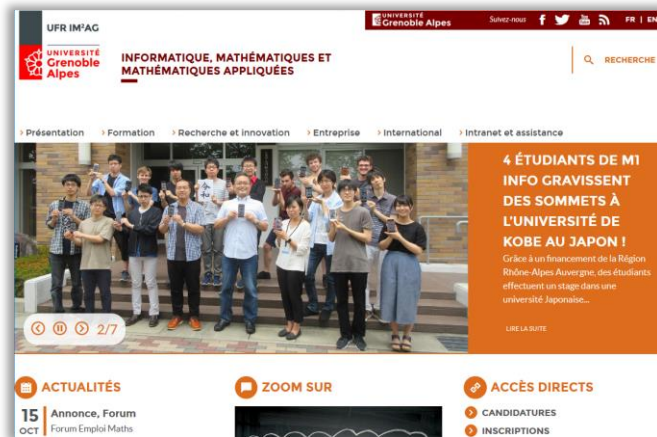 UFR IM²AG
UNIVERSITÉ
Grenoble
Alpes
INFORMATIQUE, MATHÉMATIQUES ET
MATHÉMATIQUES APPLIQUÉES
UNIVERSITÉ
Grenoble Alpes
Suivez-nous
FR | EN
RECHERCHE
Présentation
Formation
Recherche et innovation
Entreprise
International
Intranet et assistance
4 ÉTUDIANTS DE M1
INFO GRAVISSENT
DES SOMMETS À
L'UNIVERSITÉ DE
KOBE AU JAPON !
Grâce à un financement de la Région
Rhône-Alpes Auvergne, des étudiants
effectuent un stage dans une
université Japonaise...
LIRE LA SUITE
2/7
ACTUALITÉS
15
OCT
Annonce, Forum
Forum Emploi Maths
ZOOM SUR
ACCÈS DIRECTS
CANDIDATURES
INSCRIPTIONS